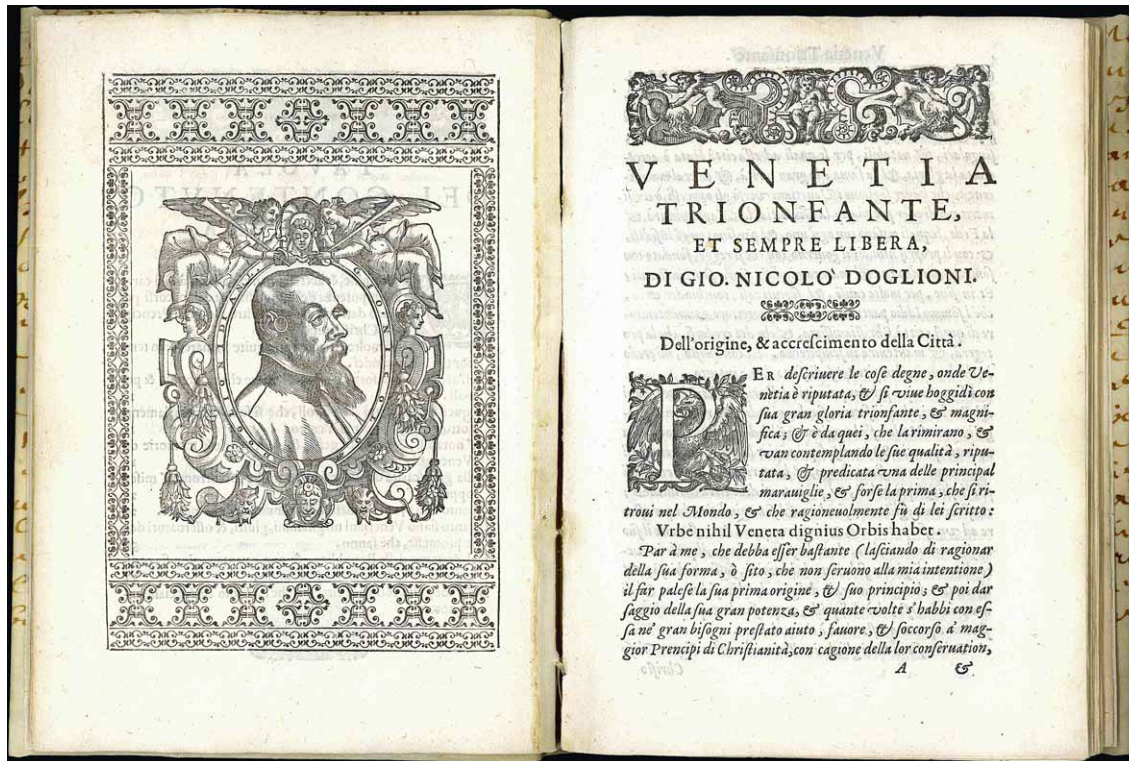 VENETIA
TRIONFANTE,
ET SEMPRE LIBERA,
DI GIO. NICOLO' DOGLIONI.
Dell'origine, & accreſcimento della Città.
PER deſcriuere le coſe degne, onde Ve-
netia è riputata, & ſi viue hoggidì con
ſua gran gloria trionfante, & magni-
fica; & è da quei, che la rimirano, &
van contemplando le ſue qualità, ripu-
tata, & predicata vna delle principal
marauiglie, & forſe la prima, che ſi ri-
troui nel Mondo, & che ragioneuolmente fù di lei ſcritto:
Vrbe nihil Veneta dignius Orbis habet.
Par à me, che debba eſſer baſtante (laſciando di ragionar
della ſua forma, ò ſito, che non ſeruono alla mia intentione)
il far paleſe la ſua prima origine, & ſuo principio; & poi dar
ſaggio della ſua gran potenza, & quante volte s'habbi con eſ-
ſa ne' gran biſogni preſtato aiuto, fauore, & ſoccorſo a' mag-
gior Prencipi di Chriſtianità, con cagione della lor conſeruation,
A &